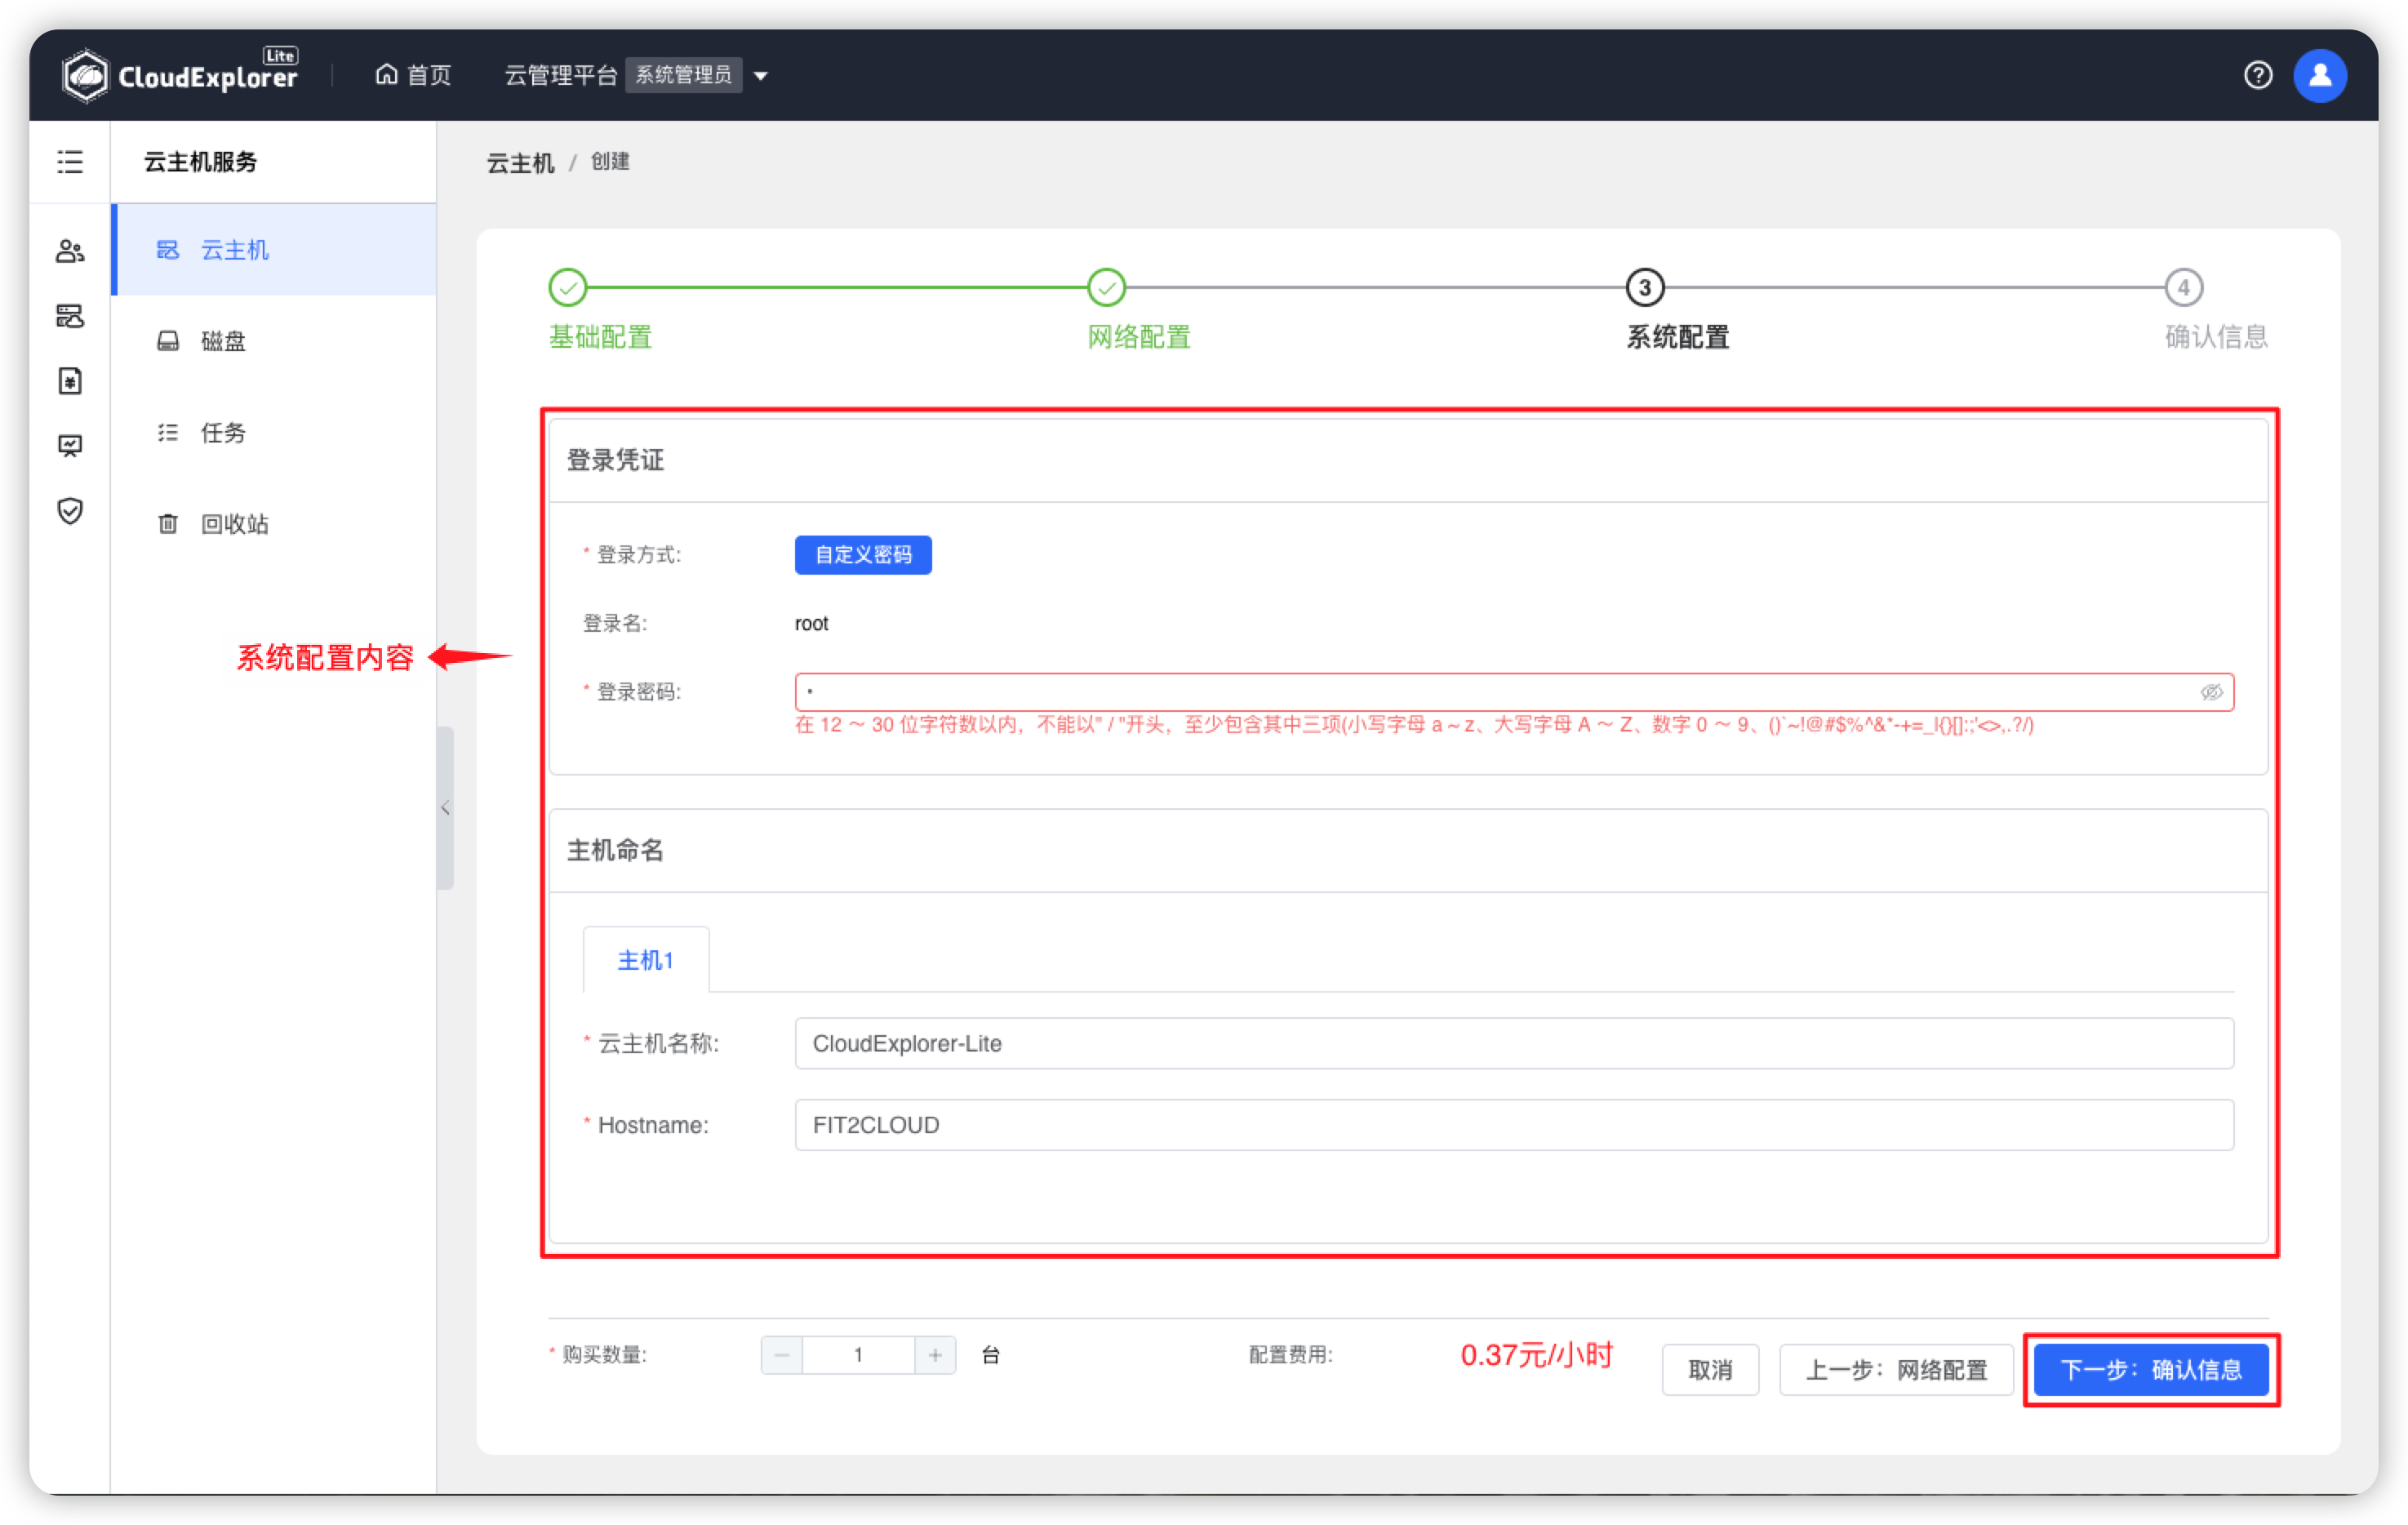 CloudExplorer Lite
首页
云管理平台 系统管理员
云主机服务
云主机
磁盘
任务
回收站
云主机 / 创建
基础配置
网络配置
3
系统配置
4
确认信息
系统配置内容
登录凭证
* 登录方式: 自定义密码
登录名: root
* 登录密码: •
在 12 ～ 30 位字符数以内，不能以" / "开头，至少包含其中三项(小写字母 a ~ z、大写字母 A ～ Z、数字 0 ～ 9、()`~!@#$%^&*-+=_|{}[]:;'<>,.?/)
主机命名
主机1
* 云主机名称: CloudExplorer-Lite
* Hostname: FIT2CLOUD
* 购买数量: − 1 + 台
配置费用: 0.37元/小时
取消
上一步：网络配置
下一步：确认信息